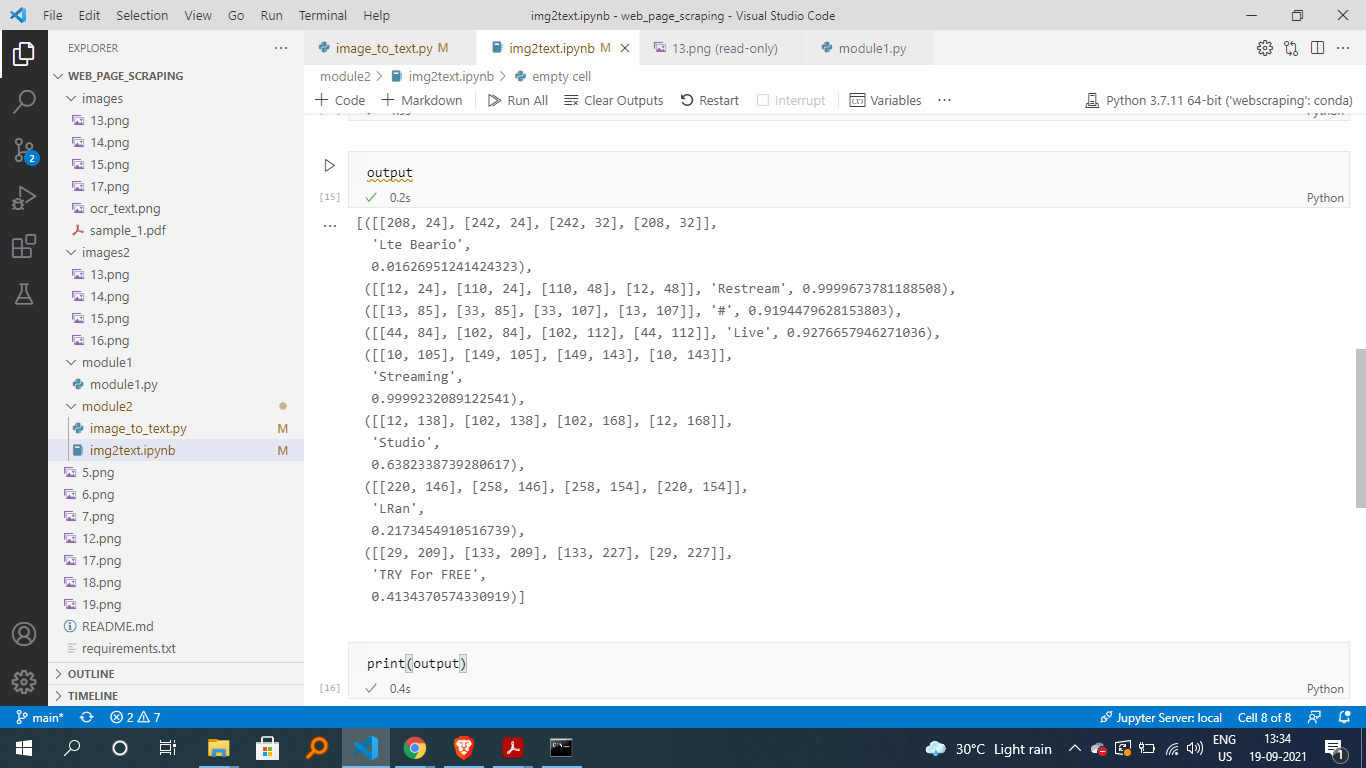 File Edit Selection View Go Run Terminal Help
img2text.ipynb - web_page_scraping - Visual Studio Code
EXPLORER
WEB_PAGE_SCRAPING
images
13.png
14.png
15.png
17.png
ocr_text.png
sample_1.pdf
images2
13.png
14.png
15.png
16.png
module1
module1.py
module2
image_to_text.py M
img2text.ipynb M
5.png
6.png
7.png
12.png
17.png
18.png
19.png
README.md
requirements.txt
OUTLINE
TIMELINE
2
image_to_text.py M img2text.ipynb M 13.png (read-only) module1.py
module2 > img2text.ipynb > empty cell
Code Markdown Run All Clear Outputs Restart Interrupt Variables Python 3.7.11 64-bit ('webscraping': conda)
Python
output
[15] 0.2s Python
[([[208, 24], [242, 24], [242, 32], [208, 32]],
'Lte Beario',
0.01626951241424323),
([[12, 24], [110, 24], [110, 48], [12, 48]], 'Restream', 0.9999673781188508),
([[13, 85], [33, 85], [33, 107], [13, 107]], '#', 0.9194479628153803),
([[44, 84], [102, 84], [102, 112], [44, 112]], 'Live', 0.9276657946271036),
([[10, 105], [149, 105], [149, 143], [10, 143]],
'Streaming',
0.9999232089122541),
([[12, 138], [102, 138], [102, 168], [12, 168]],
'Studio',
0.6382338739280617),
([[220, 146], [258, 146], [258, 154], [220, 154]],
'LRan',
0.2173454910516739),
([[29, 209], [133, 209], [133, 227], [29, 227]],
'TRY For FREE',
0.4134370574330919)]
print(output)
[16] 0.4s Python
main* 2 7 Jupyter Server: local Cell 8 of 8
30°C Light rain ENG US 13:34 19-09-2021 1